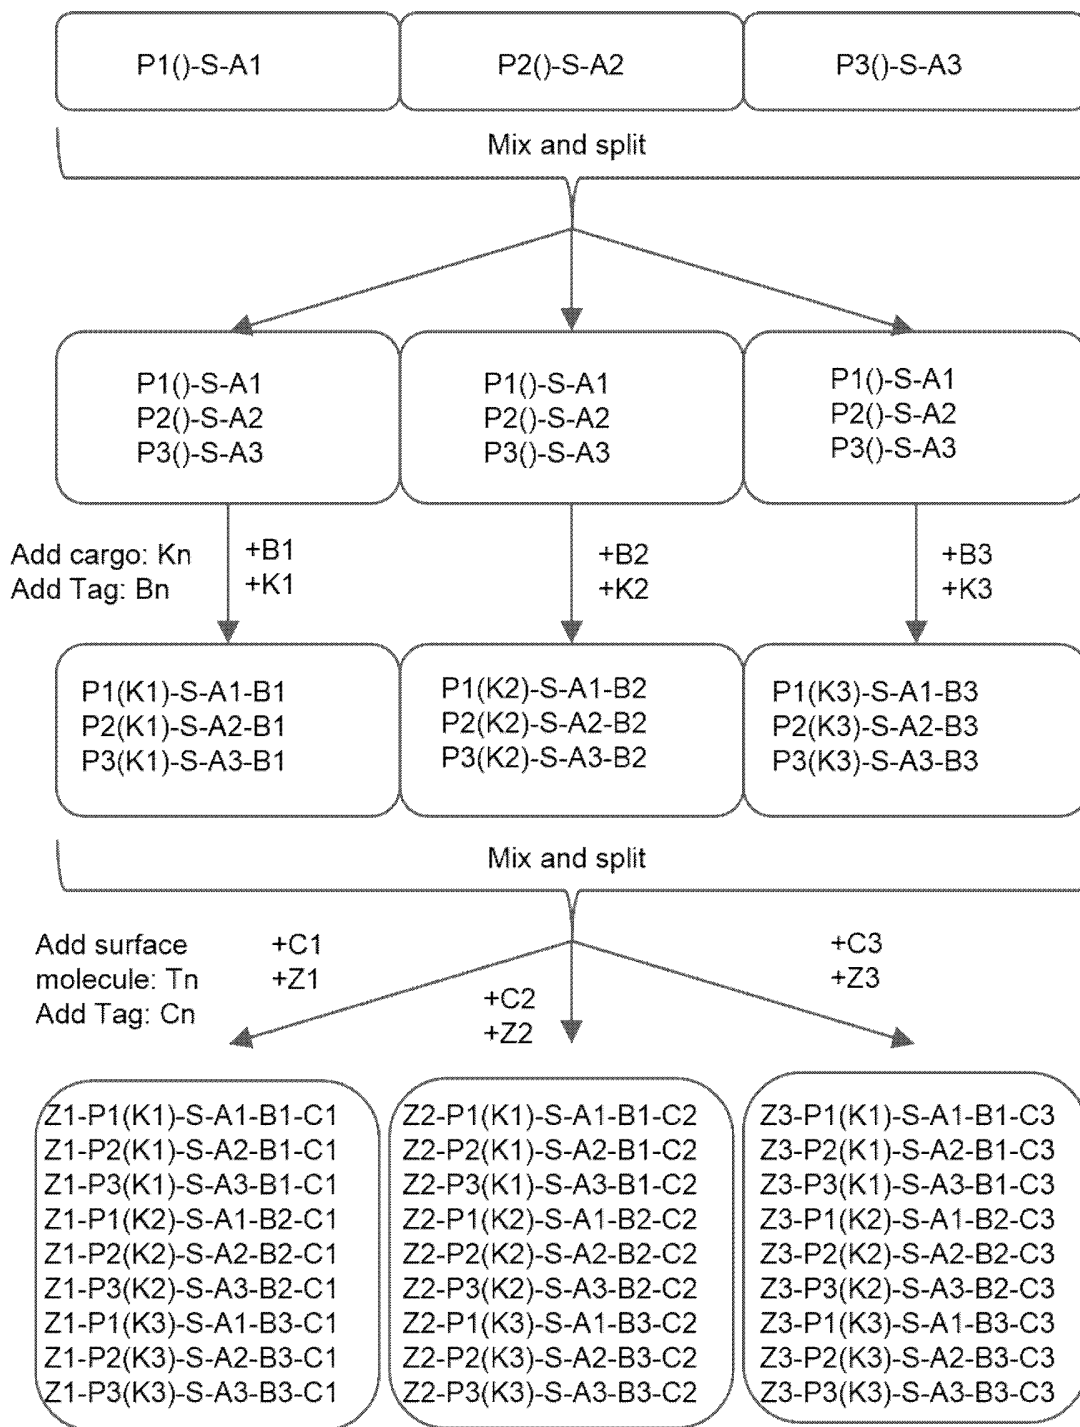 P1()-S-A1
P2()-S-A2
P3()-S-A3
Mix and split
P1()-S-A1
P2()-S-A2
P3()-S-A3
P1()-S-A1
P2()-S-A2
P3()-S-A3
P1()-S-A1
P2()-S-A2
P3()-S-A3
Add cargo: Kn
Add Tag: Bn
+B1
+K1
+B2
+K2
+B3
+K3
P1(K1)-S-A1-B1
P2(K1)-S-A2-B1
P3(K1)-S-A3-B1
P1(K2)-S-A1-B2
P2(K2)-S-A2-B2
P3(K2)-S-A3-B2
P1(K3)-S-A1-B3
P2(K3)-S-A2-B3
P3(K3)-S-A3-B3
Mix and split
Add surface
molecule: Tn
Add Tag: Cn
+C1
+Z1
+C2
+Z2
+C3
+Z3
Z1-P1(K1)-S-A1-B1-C1
Z1-P2(K1)-S-A2-B1-C1
Z1-P3(K1)-S-A3-B1-C1
Z1-P1(K2)-S-A1-B2-C1
Z1-P2(K2)-S-A2-B2-C1
Z1-P3(K2)-S-A3-B2-C1
Z1-P1(K3)-S-A1-B3-C1
Z1-P2(K3)-S-A2-B3-C1
Z1-P3(K3)-S-A3-B3-C1
Z2-P1(K1)-S-A1-B1-C2
Z2-P2(K1)-S-A2-B1-C2
Z2-P3(K1)-S-A3-B1-C2
Z2-P1(K2)-S-A1-B2-C2
Z2-P2(K2)-S-A2-B2-C2
Z2-P3(K2)-S-A3-B2-C2
Z2-P1(K3)-S-A1-B3-C2
Z2-P2(K3)-S-A2-B3-C2
Z2-P3(K3)-S-A3-B3-C2
Z3-P1(K1)-S-A1-B1-C3
Z3-P2(K1)-S-A2-B1-C3
Z3-P3(K1)-S-A3-B1-C3
Z3-P1(K2)-S-A1-B2-C3
Z3-P2(K2)-S-A2-B2-C3
Z3-P3(K2)-S-A3-B2-C3
Z3-P1(K3)-S-A1-B3-C3
Z3-P2(K3)-S-A2-B3-C3
Z3-P3(K3)-S-A3-B3-C3